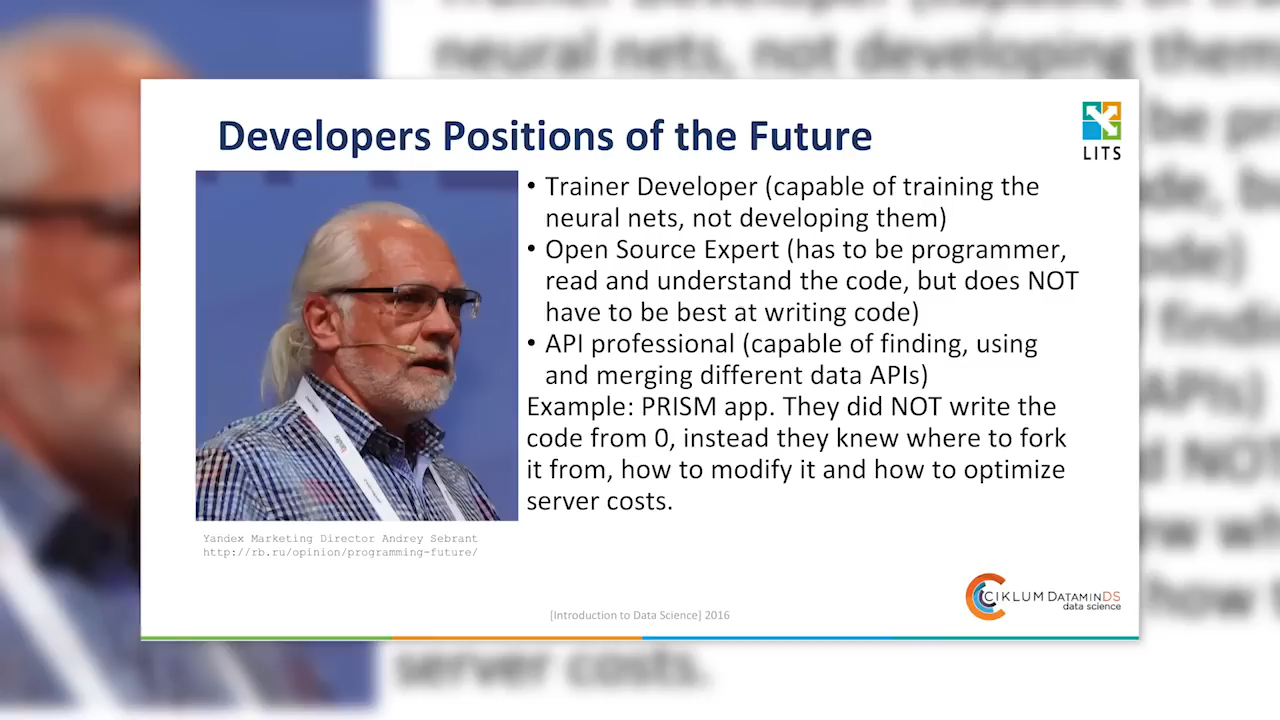 Developers Positions of the Future
LITS
• Trainer Developer (capable of training the
neural nets, not developing them)
• Open Source Expert (has to be programmer,
read and understand the code, but does NOT
have to be best at writing code)
• API professional (capable of finding, using
and merging different data APIs)
Example: PRISM app. They did NOT write the
code from 0, instead they knew where to fork
it from, how to modify it and how to optimize
server costs.
Yandex Marketing Director Andrey Sebrant
http://rb.ru/opinion/programming-future/
CIKLUM DATAMINDS
data science
[Introduction to Data Science] 2016